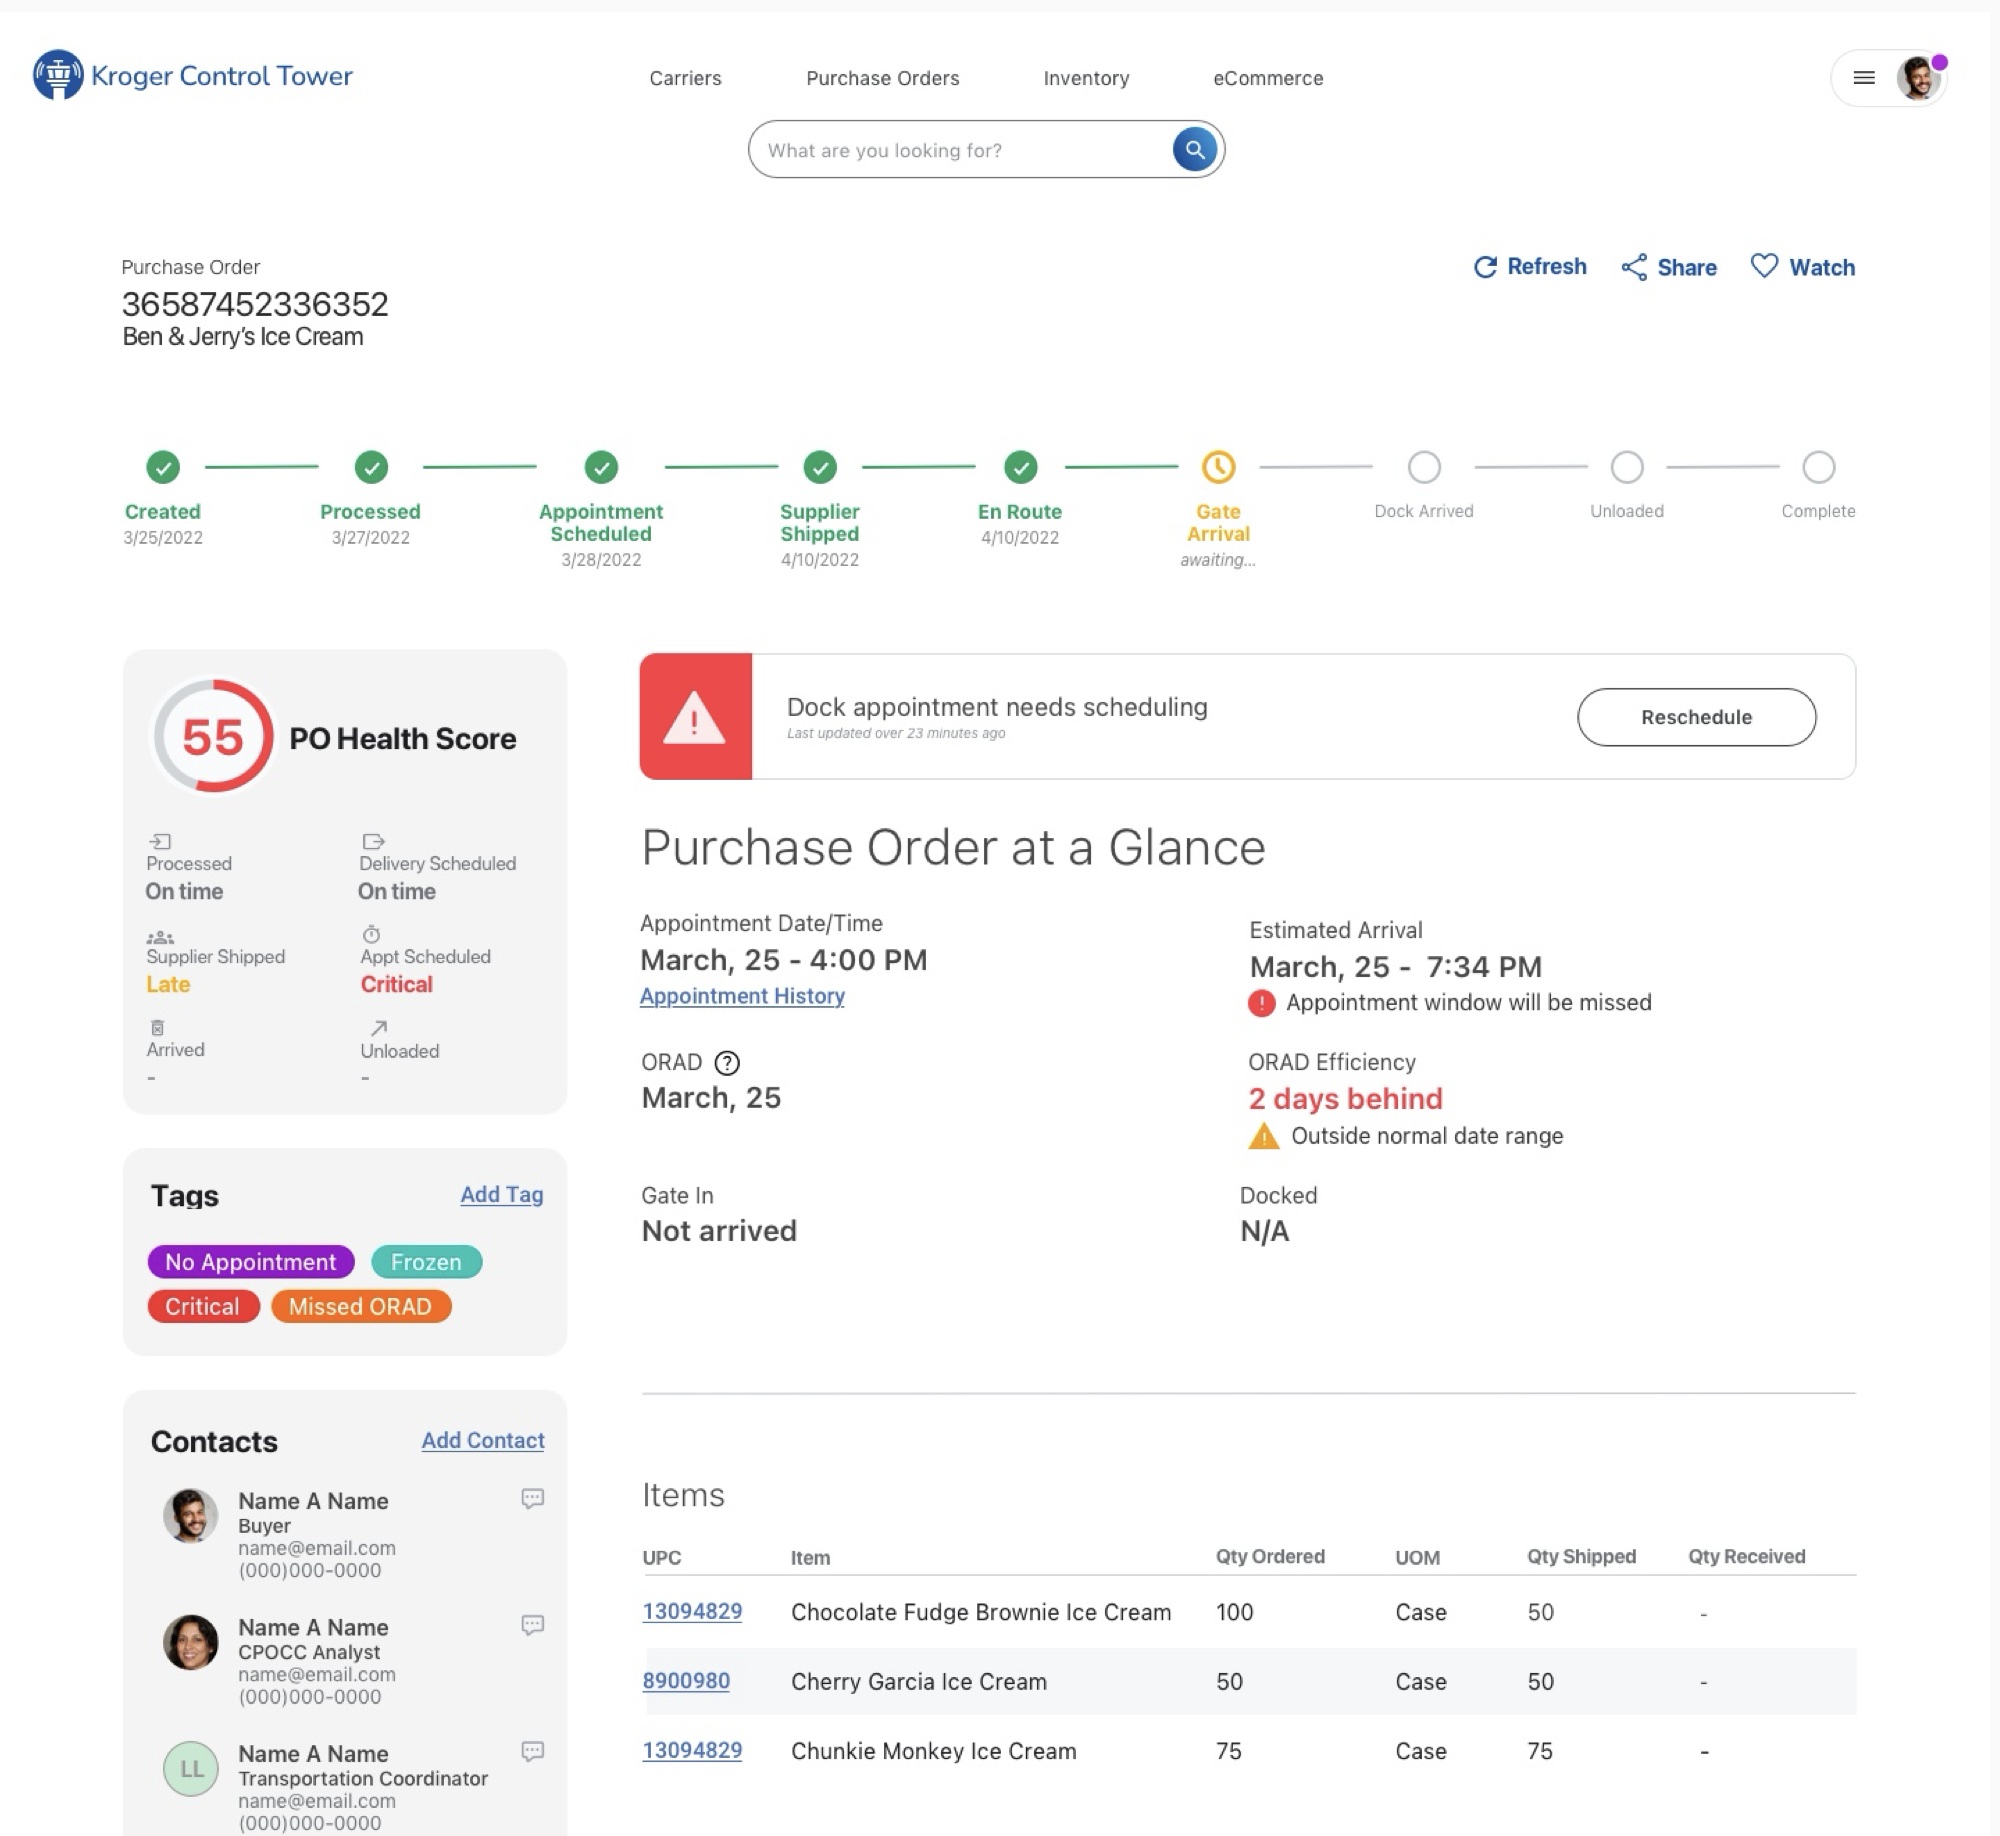 Kroger Control Tower
Carriers
Purchase Orders
Inventory
eCommerce
What are you looking for?
Purchase Order
36587452336352
Ben & Jerry's Ice Cream
Refresh
Share
Watch
Created
3/25/2022
Processed
3/27/2022
Appointment
Scheduled
3/28/2022
Supplier
Shipped
4/10/2022
En Route
4/10/2022
Gate
Arrival
awaiting...
Dock Arrived
Unloaded
Complete
55
PO Health Score
Processed
On time
Delivery Scheduled
On time
Supplier Shipped
Late
Appt Scheduled
Critical
Arrived
-
Unloaded
-
Tags
Add Tag
No Appointment
Frozen
Critical
Missed ORAD
Contacts
Add Contact
Name A Name
Buyer
name@email.com
(000)000-0000
Name A Name
CPOCC Analyst
name@email.com
(000)000-0000
LL
Name A Name
Transportation Coordinator
name@email.com
(000)000-0000
Dock appointment needs scheduling
Last updated over 23 minutes ago
Reschedule
Purchase Order at a Glance
Appointment Date/Time
March, 25 - 4:00 PM
Appointment History
Estimated Arrival
March, 25 - 7:34 PM
Appointment window will be missed
ORAD
March, 25
ORAD Efficiency
2 days behind
Outside normal date range
Gate In
Not arrived
Docked
N/A
Items
UPC Item Qty Ordered UOM Qty Shipped Qty Received
13094829 Chocolate Fudge Brownie Ice Cream 100 Case 50 -
8900980 Cherry Garcia Ice Cream 50 Case 50 -
13094829 Chunkie Monkey Ice Cream 75 Case 75 -